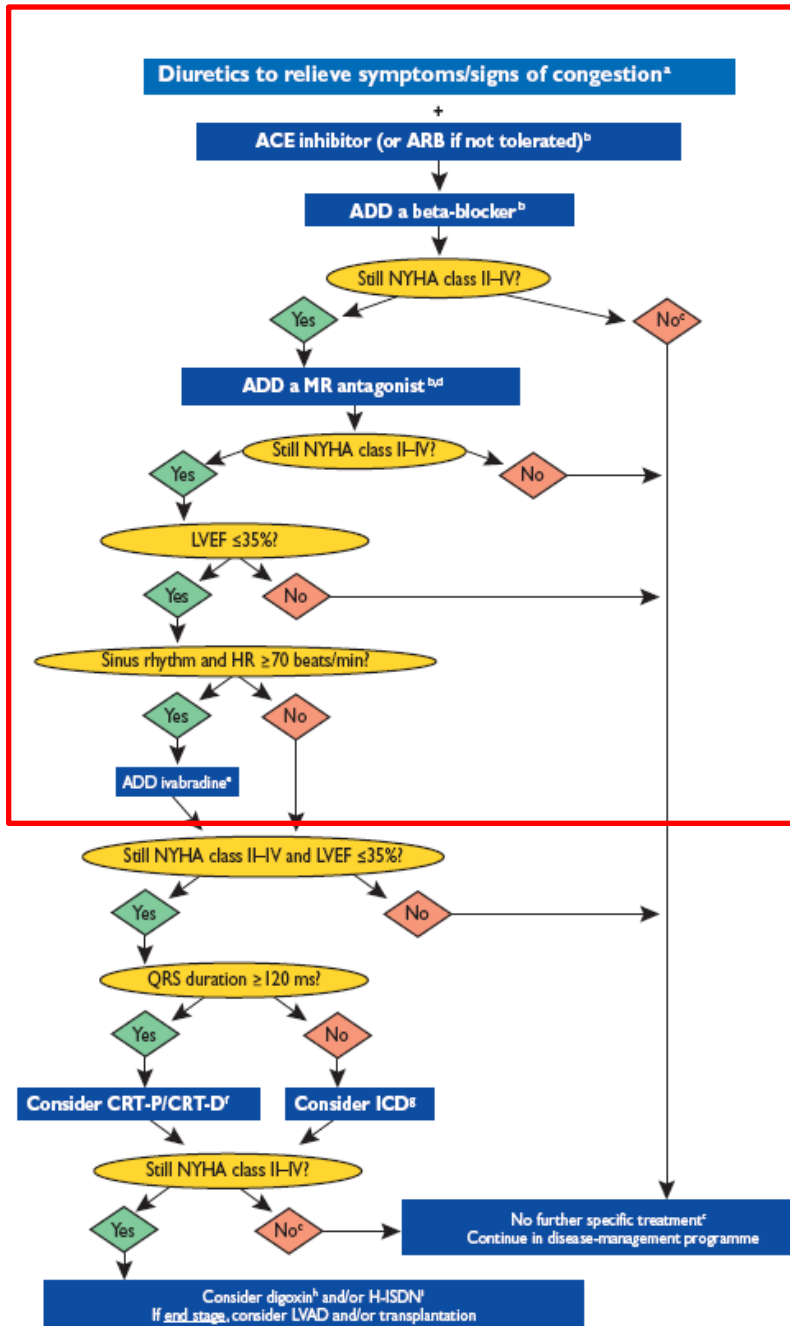 Diuretics to relieve symptoms/signs of congestionᵃ
+
ACE inhibitor (or ARB if not tolerated)ᵇ
ADD a beta-blockerᵇ
Still NYHA class II–IV?
Yes
Noᶜ
ADD a MR antagonistᵇ,ᵈ
Still NYHA class II–IV?
Yes
No
LVEF ≤35%?
Yes
No
Sinus rhythm and HR ≥70 beats/min?
Yes
No
ADD ivabradineᵉ
Still NYHA class II–IV and LVEF ≤35%?
Yes
No
QRS duration ≥120 ms?
Yes
No
Consider CRT-P/CRT-Dᶠ
Consider ICDᵍ
Still NYHA class II–IV?
Yes
Noᶜ
No further specific treatmentᶜ
Continue in disease-management programme
Consider digoxinʰ and/or H-ISDNⁱ
If end stage, consider LVAD and/or transplantation